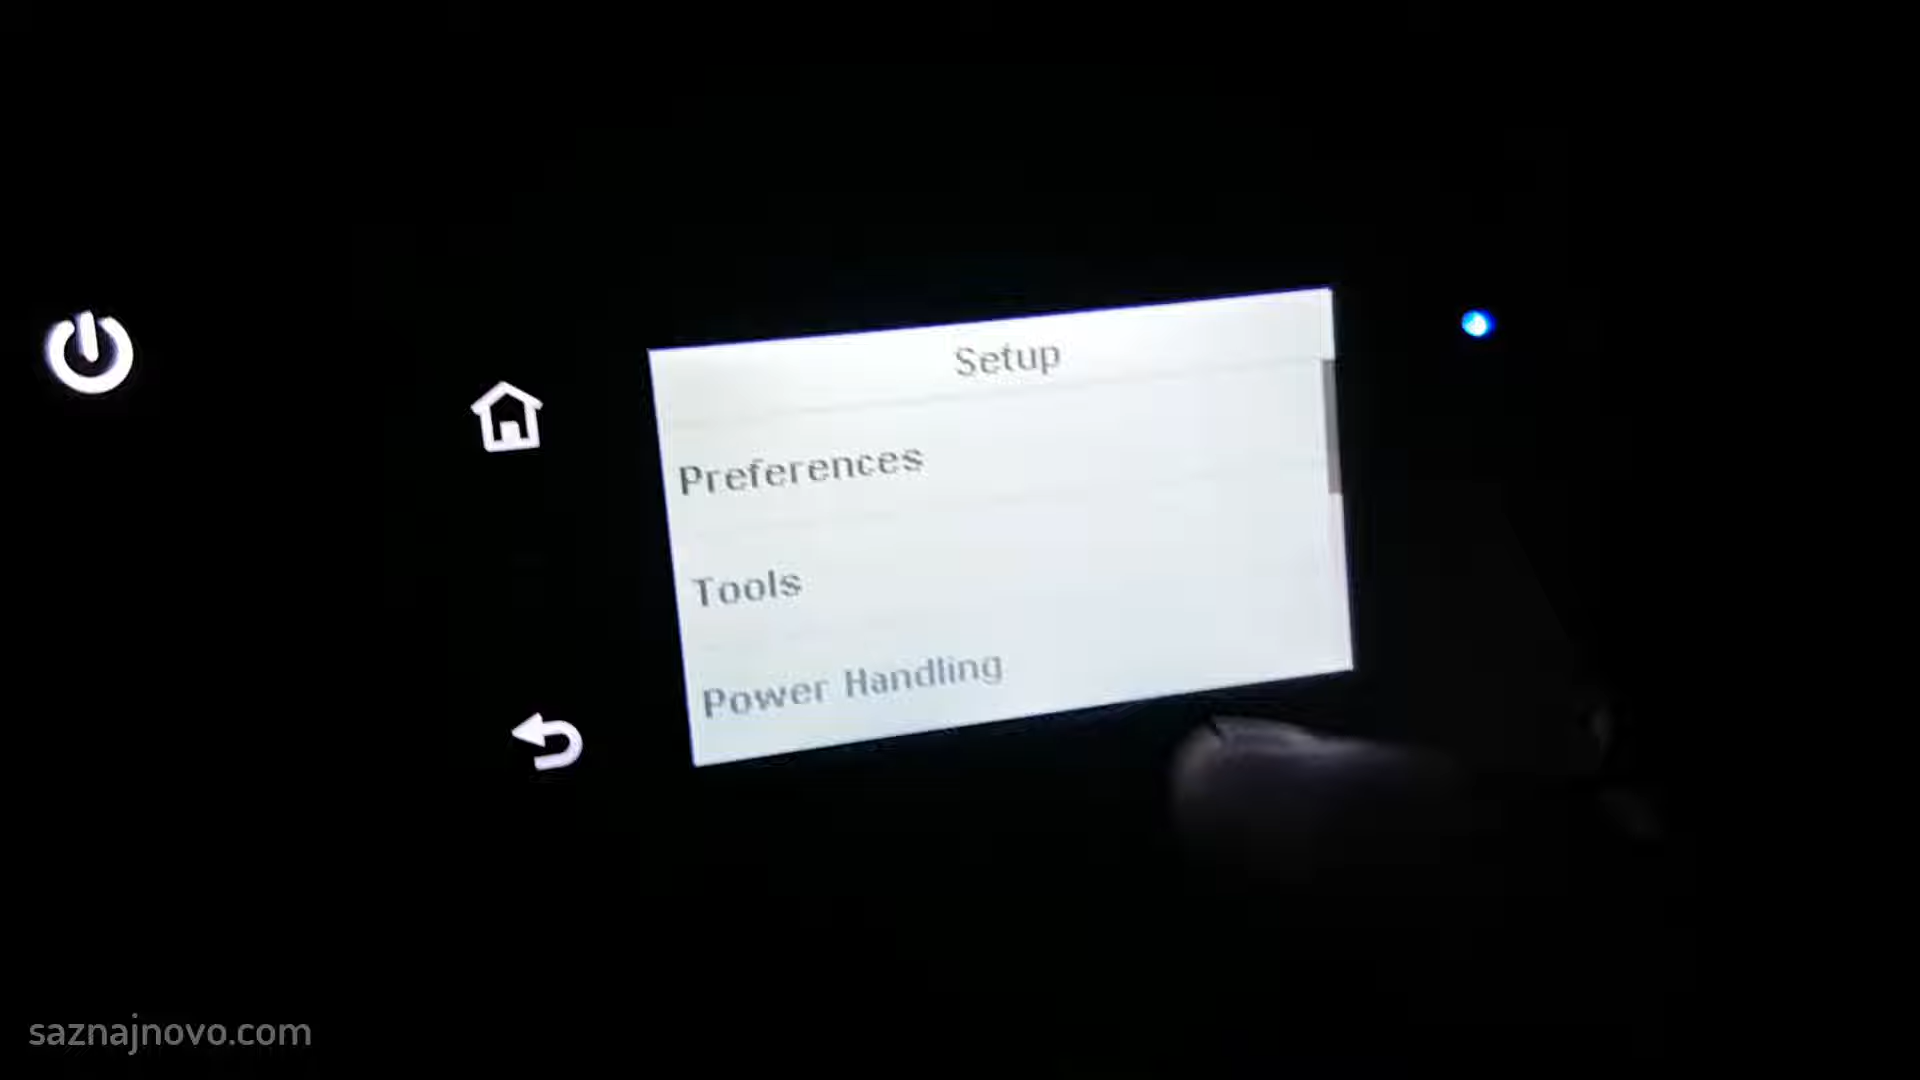 Setup
Preferences
Tools
Power Handling
saznajnovo.com